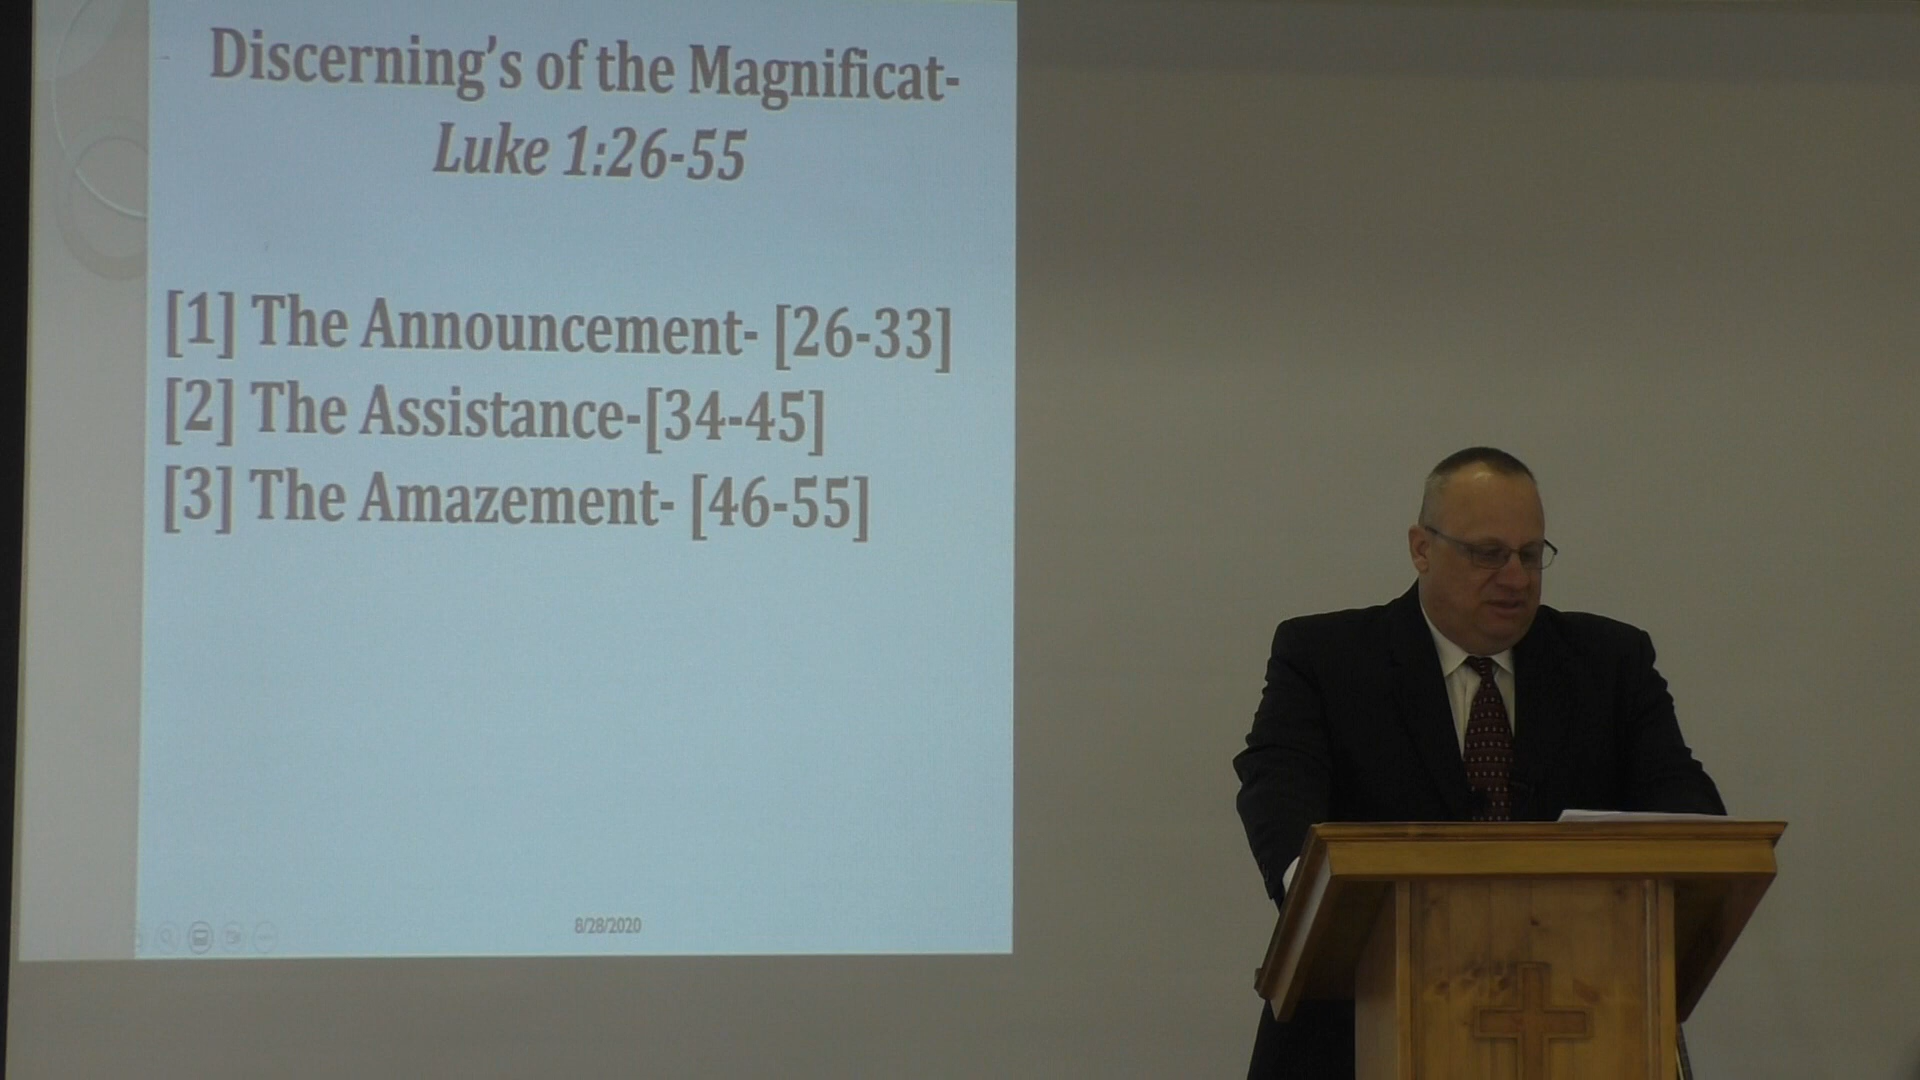 Discerning's of the Magnificat-
Luke 1:26-55
[1] The Announcement- [26-33]
[2] The Assistance-[34-45]
[3] The Amazement- [46-55]
8/28/2020